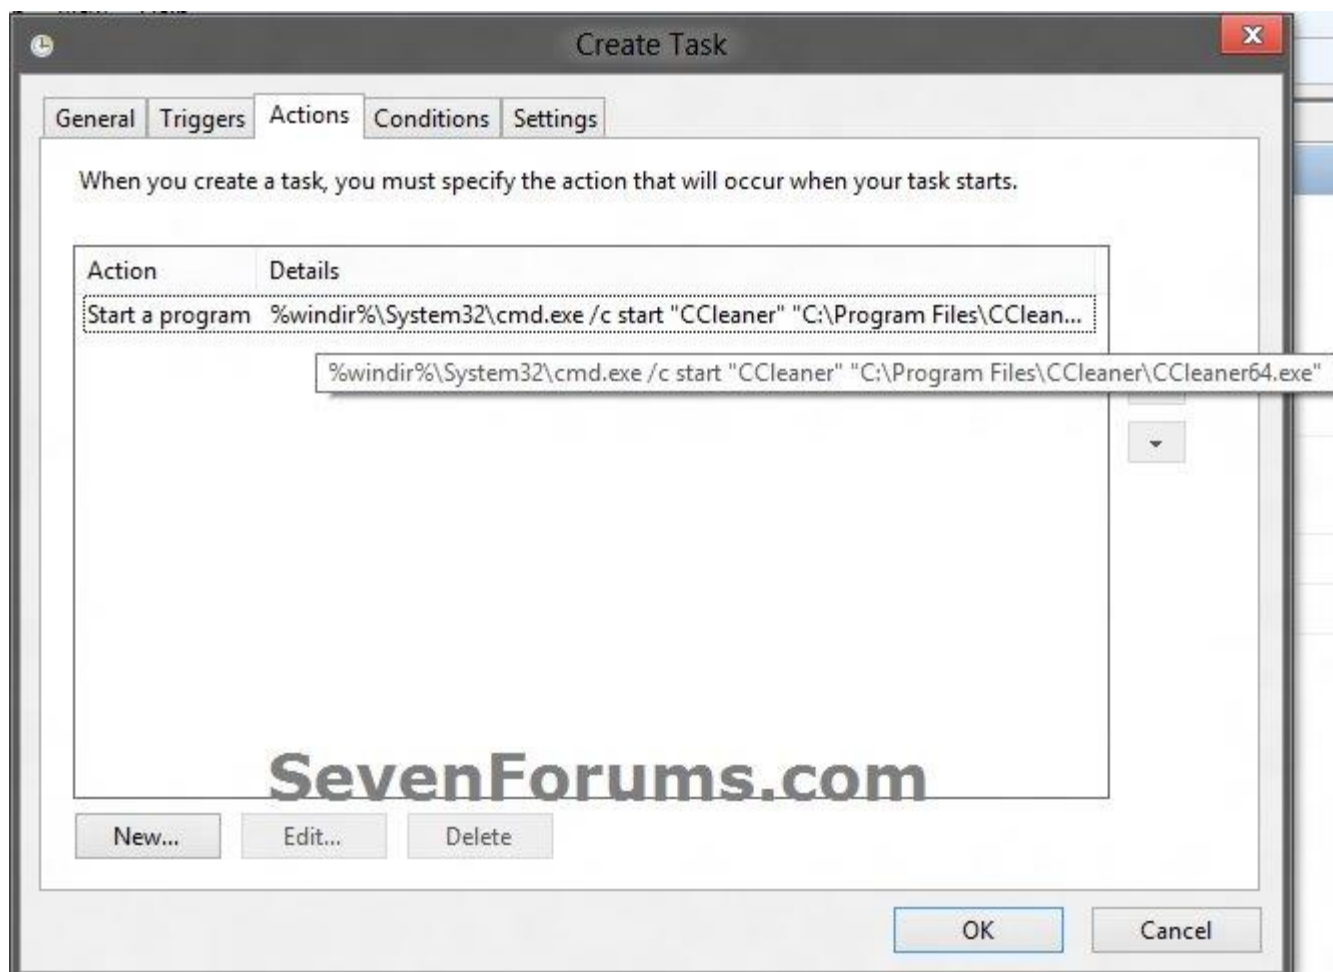 Create Task
General Triggers Actions Conditions Settings
When you create a task, you must specify the action that will occur when your task starts.
Action Details
Start a program %windir%\System32\cmd.exe /c start "CCleaner" "C:\Program Files\CClean...
%windir%\System32\cmd.exe /c start "CCleaner" "C:\Program Files\CCleaner\CCleaner64.exe"
SevenForums.com
New... Edit... Delete
OK Cancel